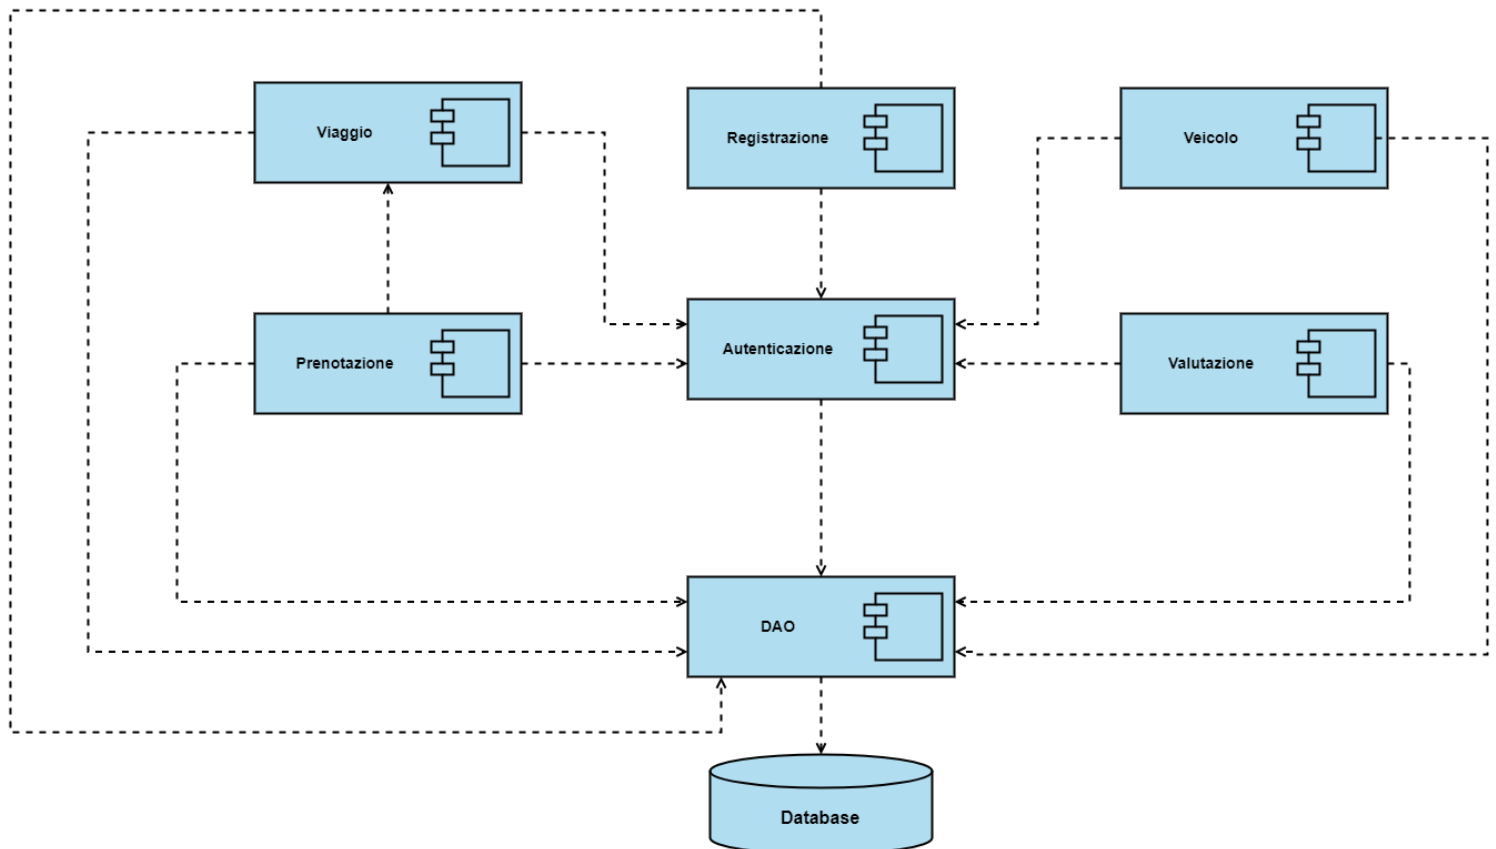 Viaggio
Registrazione
Veicolo
Prenotazione
Autenticazione
Valutazione
DAO
Database